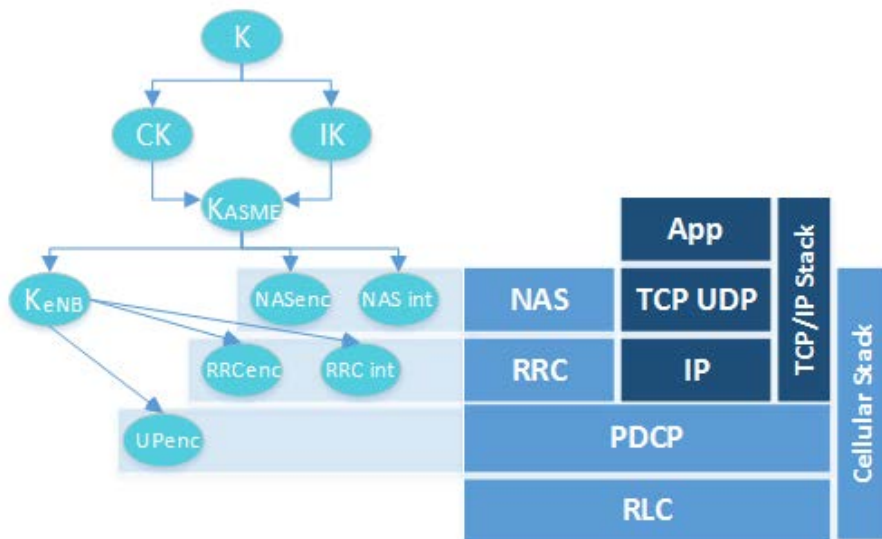 K
CK
IK
KASME
App
KeNB
NASenc
NAS int
NAS
TCP UDP
TCP/IP Stack
RRCenc
RRC int
RRC
IP
Cellular Stack
UPenc
PDCP
RLC